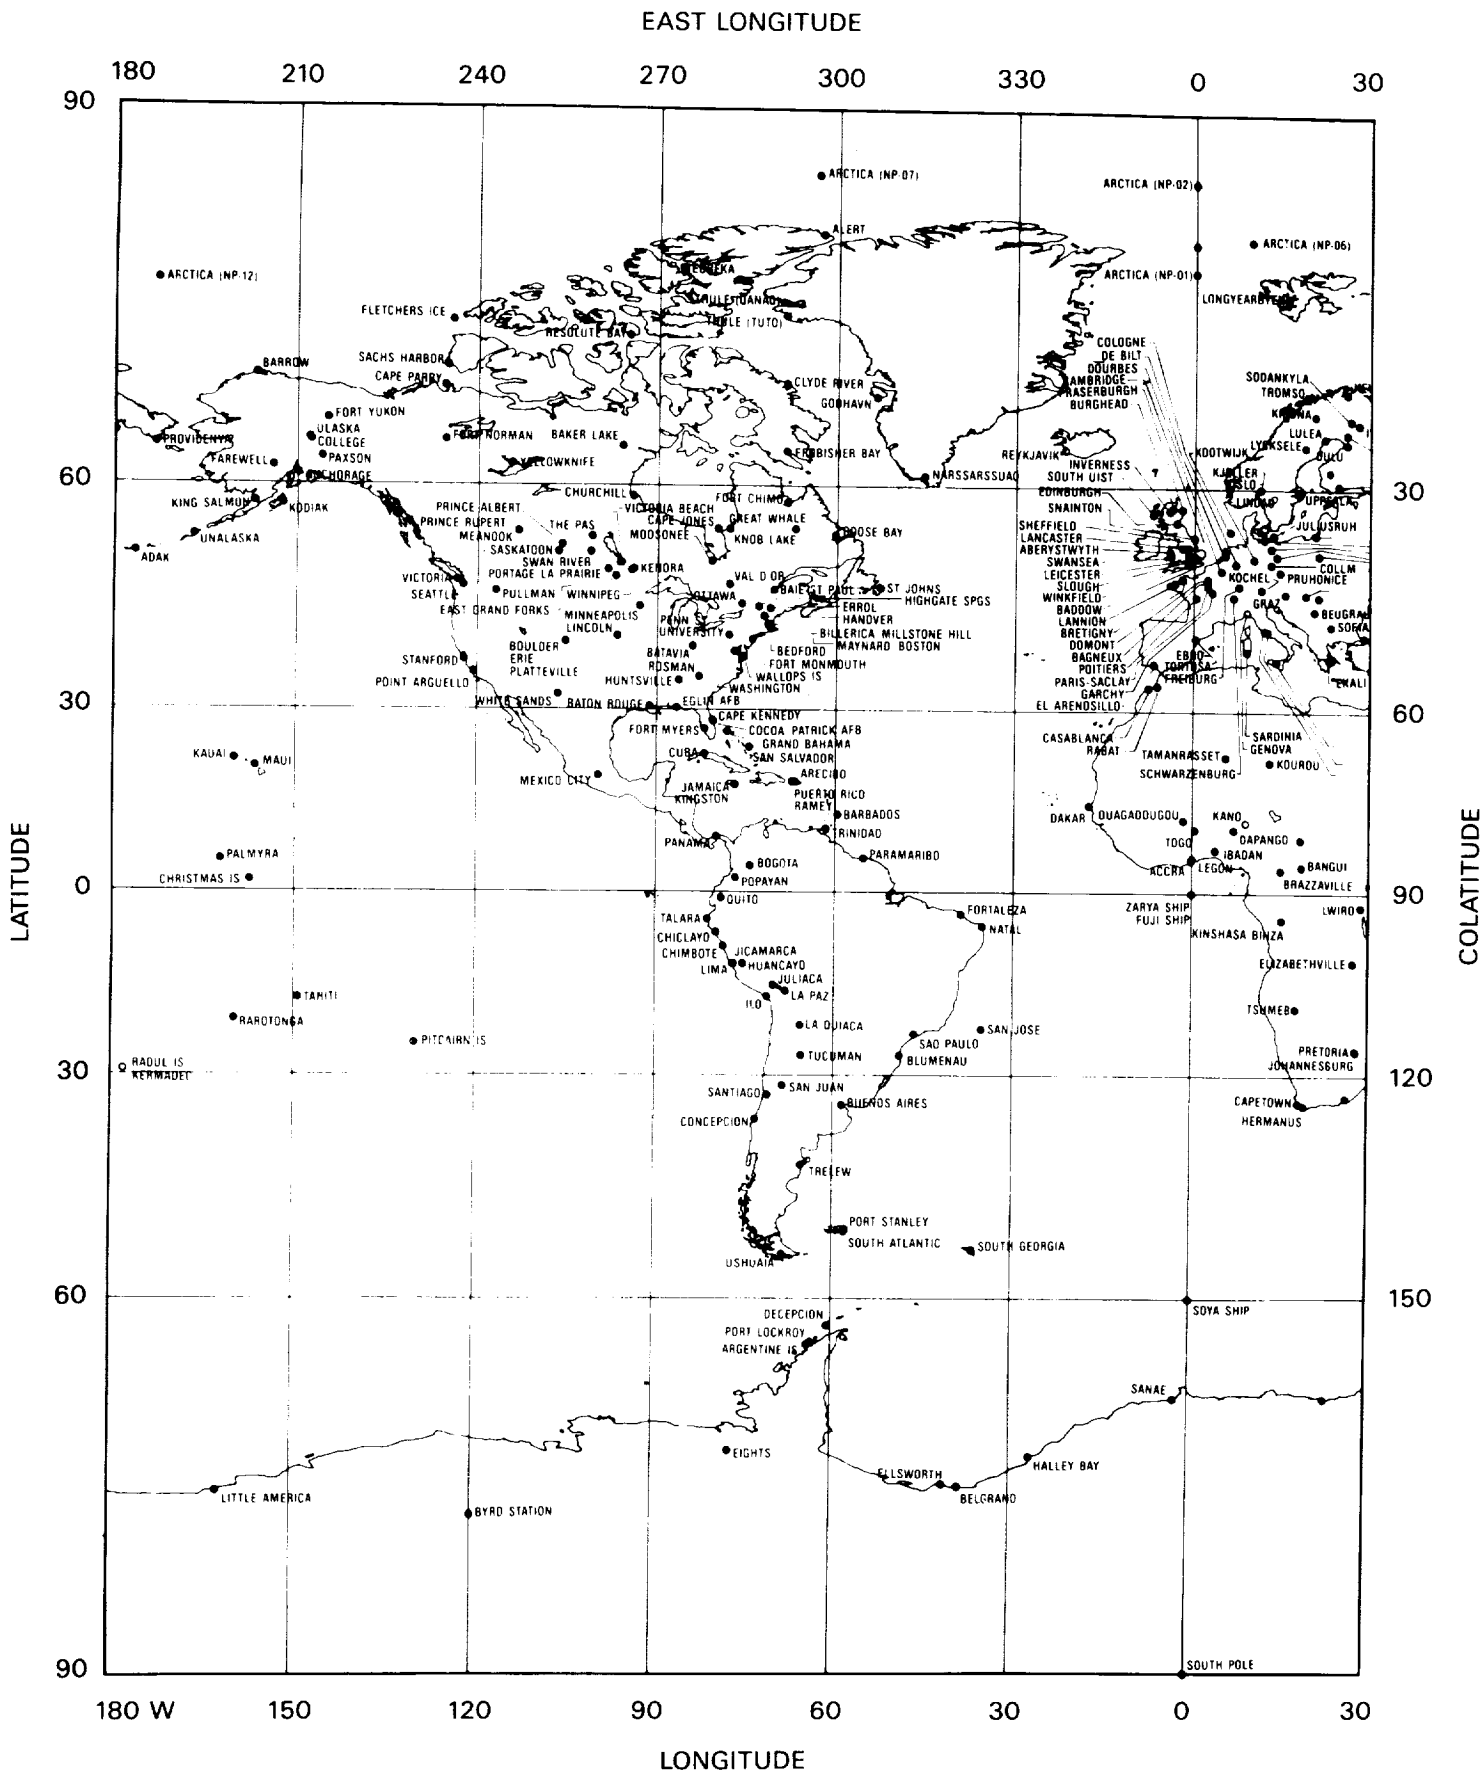 EAST LONGITUDE
180 210 240 270 300 330 0 30
90
ARCTICA (NP-07)
ARCTICA (NP-02)
ALERT
ARCTICA (NP-06)
ARCTICA (NP-12)
EUREKA
ARCTICA (NP-01)
LONGYEARBYEN
FLETCHERS ICE
THULE (TUTO)
RESOLUTE BAY
COLOGNE
DE BILT
DOURBES
BARROW
SACHS HARBOR
CAPE PARRY
CLYDE RIVER
GODHAVN
FRASERBURGH
BURGHEAD
SODANKYLA
TROMSO
KIRUNA
FORT YUKON
ULASKA
COLLEGE
PAXSON
PROVIDENYA
FORT NORMAN
BAKER LAKE
LULEA
LYCKSELE
FAREWELL
ANCHORAGE
YELLOWKNIFE
FROBISHER BAY
REYKJAVIK
KOOTWIJK
INVERNESS
SOUTH UIST
KJELLER
60
NARSSARSSUAQ
30
KING SALMON
KODIAK
CHURCHILL
FORT CHIMO
EDINBURGH
LINDAU
UPPSALA
PRINCE ALBERT
PRINCE RUPERT
MEANOOK
THE PAS
VICTORIA BEACH
CAPE JONES
GREAT WHALE
MOOSONEE
KNOB LAKE
GOOSE BAY
SNAINTON
SHEFFIELD
LANCASTER
ABERYSTWYTH
JULIUSRUH
UNALASKA
ADAK
SASKATOON
SWAN RIVER
PORTAGE LA PRAIRIE
KENORA
VAL D OR
SWANSEA
LEICESTER
SLOUGH
WINKFIELD
BADDOW
LANNION
BRETIGNY
DOMONT
BAGNEUX
POITIERS
PARIS-SACLAY
GARCHY
EL ARENOSILLO
COLLM
KOCHEL
PRUHONICE
GRAZ
VICTORIA
SEATTLE
PULLMAN
WINNIPEG
EAST GRAND FORKS
OTTAWA
BAIE ST PAUL
ST JOHNS
HIGHGATE SPGS
ERROL
HANOVER
MINNEAPOLIS
LINCOLN
PENN ST
UNIVERSITY
BILLERICA MILLSTONE HILL
MAYNARD BOSTON
BOULDER
ERIE
PLATTEVILLE
BATAVIA
ROSMAN
BEDFORD
FORT MONMOUTH
WALLOPS IS
WASHINGTON
EBRO
TORTOSA
FREIBURG
STANFORD
POINT ARGUELLO
HUNTSVILLE
WHITE SANDS
BATON ROUGE
EGLIN AFB
30
60
CAPE KENNEDY
FORT MYERS
COCOA PATRICK AFB
GRAND BAHAMA
SAN SALVADOR
CASABLANCA
RABAT
SARDINIA
GENOVA
KAUAI
MAUI
CUBA
TAMANRASSET
SCHWARZENBURG
KOUROU
MEXICO CITY
ARECIBO
JAMAICA
KINGSTON
PUERTO RICO
RAMEY
BARBADOS
TRINIDAD
DAKAR
OUAGADOUGOU
KANO
TOGO
DAPANGO
PANAMA
PARAMARIBO
IBADAN
ACCRA
LEGON
BANGUI
BRAZZAVILLE
PALMYRA
CHRISTMAS IS
BOGOTA
POPAYAN
LATITUDE
0
90
COLATITUDE
QUITO
TALARA
CHICLAYO
CHIMBOTE
FORTALEZA
NATAL
ZARYA SHIP
FUJI SHIP
LWIRO
KINSHASA BINZA
JICAMARCA
LIMA
HUANCAYO
JULIACA
LA PAZ
ILO
ELIZABETHVILLE
TAHITI
RAROTONGA
PITCAIRN IS
LA QUIACA
TUCUMAN
SAN JOSE
SAO PAULO
BLUMENAU
TSUMEB
PRETORIA
JOHANNESBURG
RAOUL IS
KERMADEC
30
120
SANTIAGO
SAN JUAN
BUENOS AIRES
CAPETOWN
HERMANUS
CONCEPCION
TRELEW
PORT STANLEY
SOUTH ATLANTIC
SOUTH GEORGIA
USHUAIA
60
150
SOYA SHIP
DECEPCION
PORT LOCKROY
ARGENTINE IS
SANAE
EIGHTS
HALLEY BAY
ELLSWORTH
BELGRANO
LITTLE AMERICA
BYRD STATION
SOUTH POLE
90
180 W 150 120 90 60 30 0 30
LONGITUDE